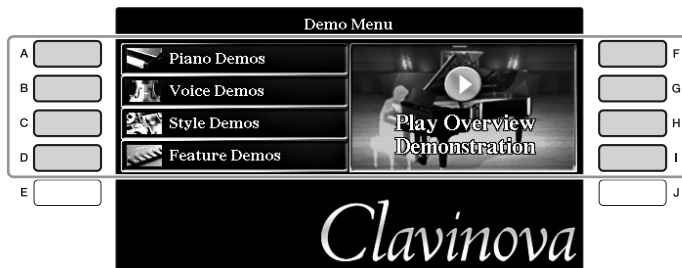 Demo Menu
A
Piano Demos
F
B
Voice Demos
G
C
Style Demos
Play Overview
H
D
Feature Demos
Demonstration
I
E
J
Clavinova